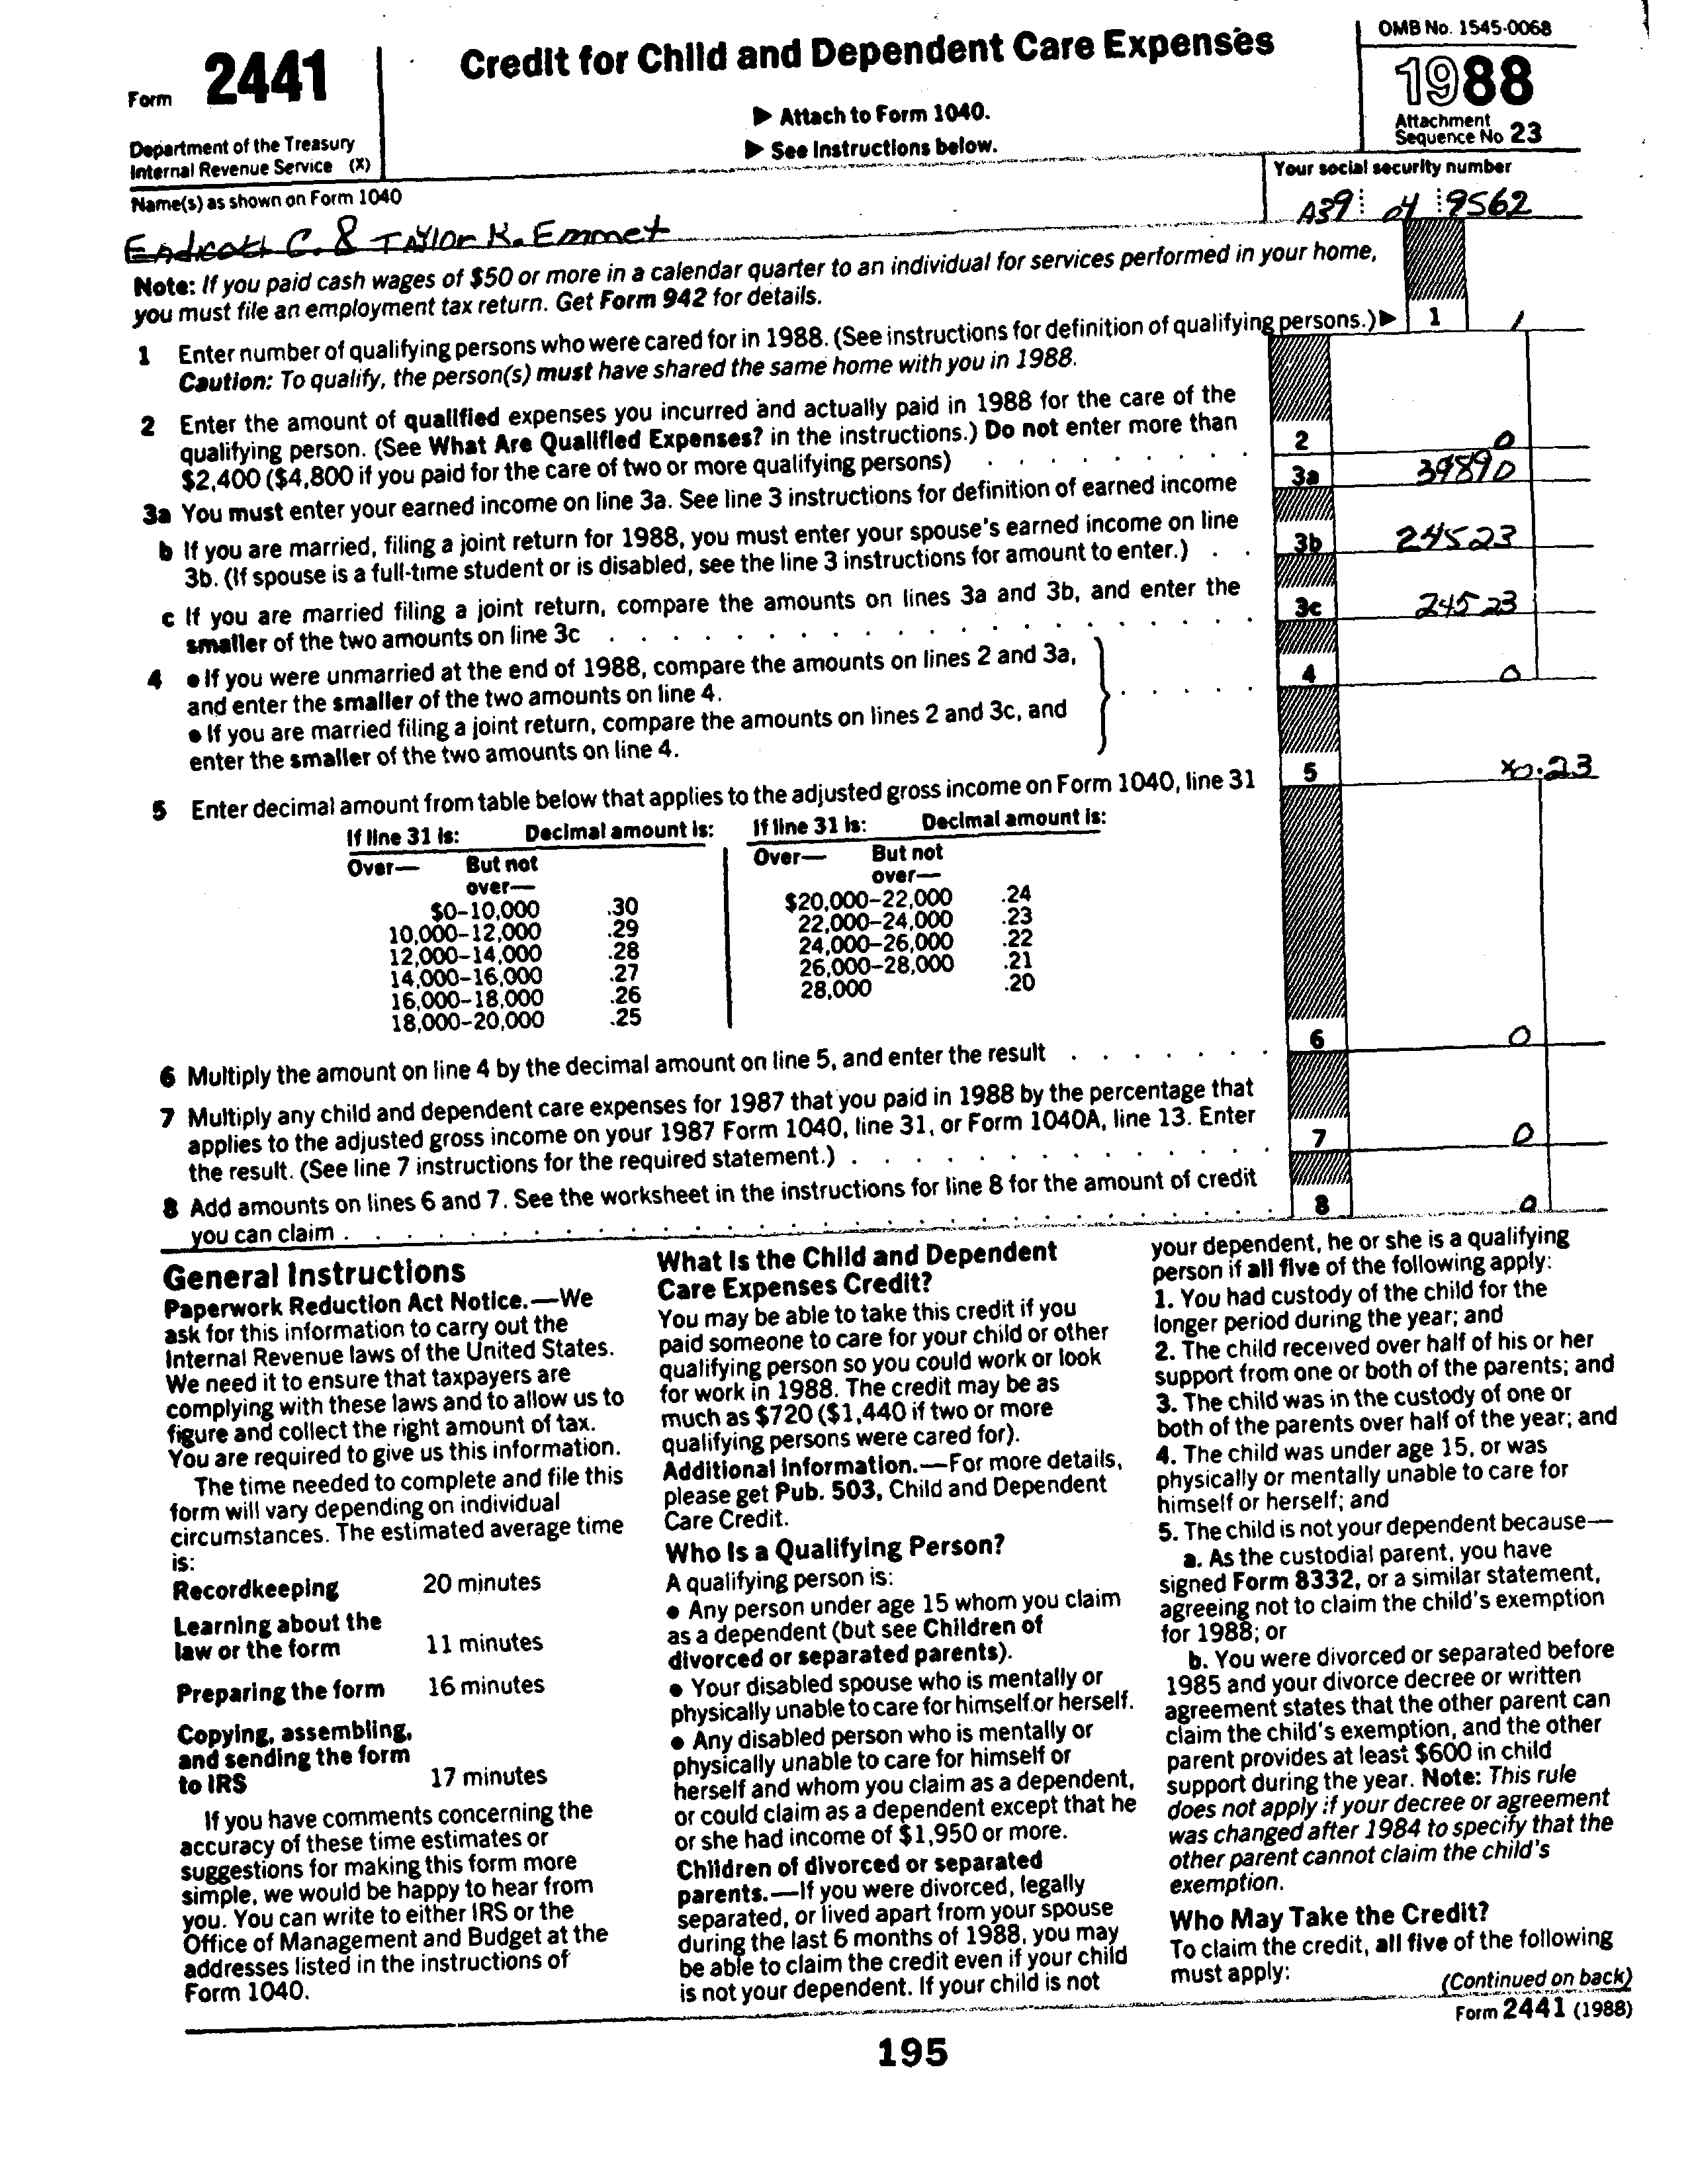 Form 2441
Department of the Treasury
Internal Revenue Service (X)
Credit for Child and Dependent Care Expenses
▶ Attach to Form 1040.
▶ See Instructions below.
OMB No. 1545-0068
1988
Attachment
Sequence No 23
Name(s) as shown on Form 1040
Endicott C. & TAYlor K. Emmet
Your social security number
A39 04 9562
Note: If you paid cash wages of $50 or more in a calendar quarter to an individual for services performed in your home,
you must file an employment tax return. Get Form 942 for details.
1 Enter number of qualifying persons who were cared for in 1988. (See instructions for definition of qualifying persons.) ▶ 1 1
Caution: To qualify, the person(s) must have shared the same home with you in 1988.
2 Enter the amount of qualified expenses you incurred and actually paid in 1988 for the care of the
qualifying person. (See What Are Qualified Expenses? in the instructions.) Do not enter more than
$2,400 ($4,800 if you paid for the care of two or more qualifying persons) . . . . . . . . 2 0
3a You must enter your earned income on line 3a. See line 3 instructions for definition of earned income 3a 39890
b If you are married, filing a joint return for 1988, you must enter your spouse's earned income on line
3b. (If spouse is a full-time student or is disabled, see the line 3 instructions for amount to enter.) . . 3b 24523
c If you are married filing a joint return, compare the amounts on lines 3a and 3b, and enter the
smaller of the two amounts on line 3c . . . . . . . . . . . . . . . . . 3c 24523
4 ● If you were unmarried at the end of 1988, compare the amounts on lines 2 and 3a,
and enter the smaller of the two amounts on line 4.
● If you are married filing a joint return, compare the amounts on lines 2 and 3c, and
enter the smaller of the two amounts on line 4.
. . . . . 4 0
5 Enter decimal amount from table below that applies to the adjusted gross income on Form 1040, line 31 5 x0.23
If line 31 is: Decimal amount is: If line 31 is: Decimal amount is:
Over— But not over— Over— But not over—
$0–10,000 .30 $20,000–22,000 .24
10,000–12,000 .29 22,000–24,000 .23
12,000–14,000 .28 24,000–26,000 .22
14,000–16,000 .27 26,000–28,000 .21
16,000–18,000 .26 28,000 .20
18,000–20,000 .25
6 Multiply the amount on line 4 by the decimal amount on line 5, and enter the result . . . . . . . 6 0
7 Multiply any child and dependent care expenses for 1987 that you paid in 1988 by the percentage that
applies to the adjusted gross income on your 1987 Form 1040, line 31, or Form 1040A, line 13. Enter
the result. (See line 7 instructions for the required statement.) . . . . . . . . . . . . 7 0
8 Add amounts on lines 6 and 7. See the worksheet in the instructions for line 8 for the amount of credit
you can claim . . . . . . . . . . . . . . . . . . . . . . . . 8 0
General Instructions
Paperwork Reduction Act Notice.—We
ask for this information to carry out the
Internal Revenue laws of the United States.
We need it to ensure that taxpayers are
complying with these laws and to allow us to
figure and collect the right amount of tax.
You are required to give us this information.
The time needed to complete and file this
form will vary depending on individual
circumstances. The estimated average time
is:
Recordkeeping 20 minutes
Learning about the
law or the form 11 minutes
Preparing the form 16 minutes
Copying, assembling,
and sending the form
to IRS 17 minutes
If you have comments concerning the
accuracy of these time estimates or
suggestions for making this form more
simple, we would be happy to hear from
you. You can write to either IRS or the
Office of Management and Budget at the
addresses listed in the instructions of
Form 1040.
What Is the Child and Dependent
Care Expenses Credit?
You may be able to take this credit if you
paid someone to care for your child or other
qualifying person so you could work or look
for work in 1988. The credit may be as
much as $720 ($1,440 if two or more
qualifying persons were cared for).
Additional information.—For more details,
please get Pub. 503, Child and Dependent
Care Credit.
Who Is a Qualifying Person?
A qualifying person is:
● Any person under age 15 whom you claim
as a dependent (but see Children of
divorced or separated parents).
● Your disabled spouse who is mentally or
physically unable to care for himself or herself.
● Any disabled person who is mentally or
physically unable to care for himself or
herself and whom you claim as a dependent,
or could claim as a dependent except that he
or she had income of $1,950 or more.
Children of divorced or separated
parents.—If you were divorced, legally
separated, or lived apart from your spouse
during the last 6 months of 1988, you may
be able to claim the credit even if your child
is not your dependent. If your child is not
your dependent, he or she is a qualifying
person if all five of the following apply:
1. You had custody of the child for the
longer period during the year; and
2. The child received over half of his or her
support from one or both of the parents; and
3. The child was in the custody of one or
both of the parents over half of the year; and
4. The child was under age 15, or was
physically or mentally unable to care for
himself or herself; and
5. The child is not your dependent because—
a. As the custodial parent, you have
signed Form 8332, or a similar statement,
agreeing not to claim the child's exemption
for 1988; or
b. You were divorced or separated before
1985 and your divorce decree or written
agreement states that the other parent can
claim the child's exemption, and the other
parent provides at least $600 in child
support during the year. Note: This rule
does not apply if your decree or agreement
was changed after 1984 to specify that the
other parent cannot claim the child's
exemption.
Who May Take the Credit?
To claim the credit, all five of the following
must apply:
(Continued on back)
Form 2441 (1988)
195